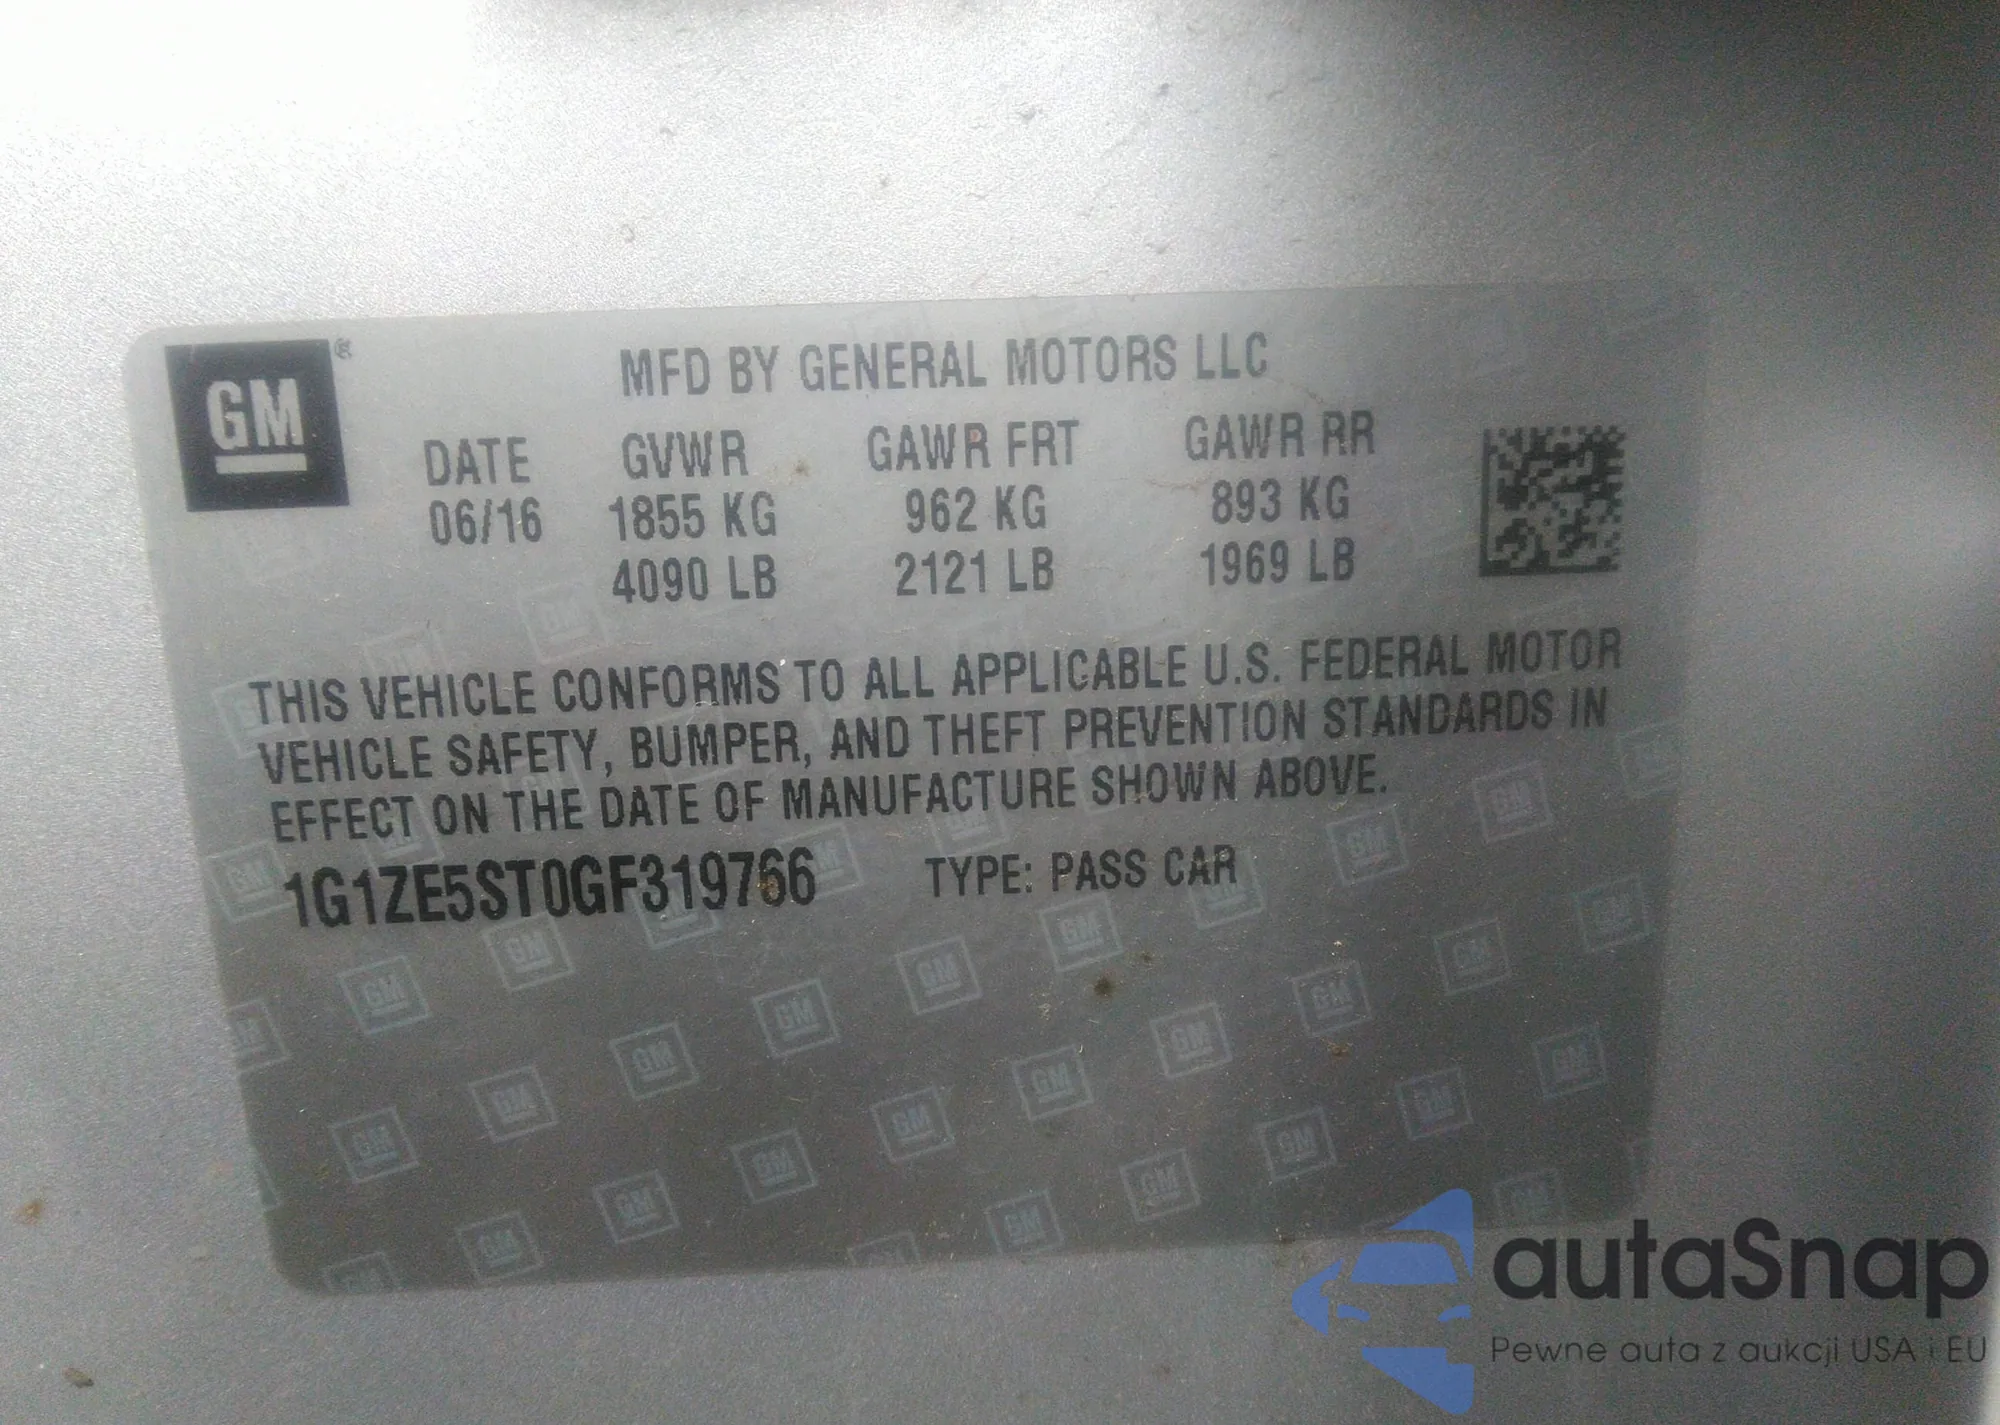 GM ®
MFD BY GENERAL MOTORS LLC
DATE GVWR GAWR FRT GAWR RR
06/16 1855 KG 962 KG 893 KG
4090 LB 2121 LB 1969 LB
THIS VEHICLE CONFORMS TO ALL APPLICABLE U.S. FEDERAL MOTOR
VEHICLE SAFETY, BUMPER, AND THEFT PREVENTION STANDARDS IN
EFFECT ON THE DATE OF MANUFACTURE SHOWN ABOVE.
1G1ZE5ST0GF319766 TYPE: PASS CAR
autaSnap
Pewne auta z aukcji USA i EU